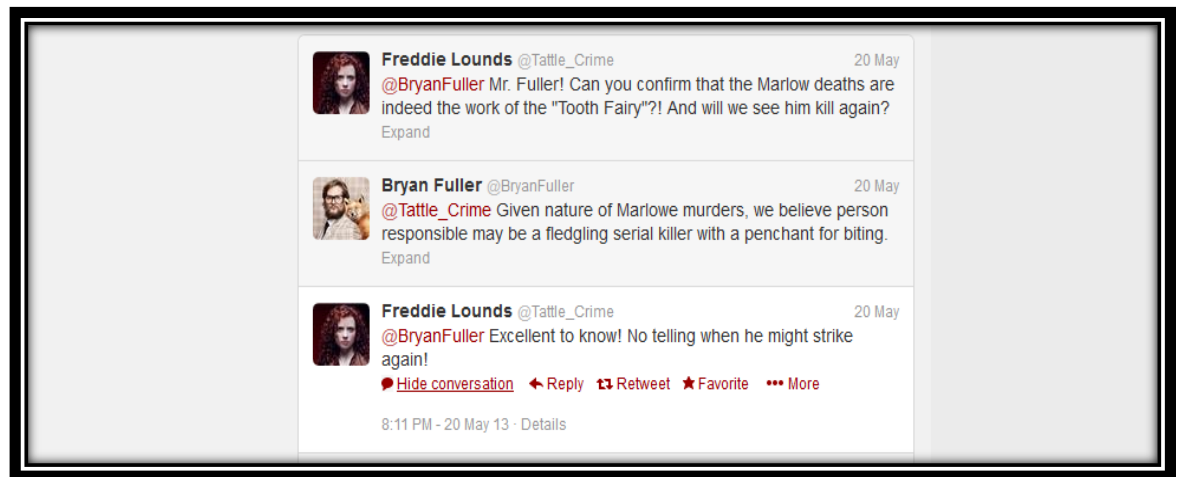 Freddie Lounds @Tattle_Crime 20 May
@BryanFuller Mr. Fuller! Can you confirm that the Marlow deaths are
indeed the work of the "Tooth Fairy"?! And will we see him kill again?
Expand
Bryan Fuller @BryanFuller 20 May
@Tattle_Crime Given nature of Marlowe murders, we believe person
responsible may be a fledgling serial killer with a penchant for biting.
Expand
Freddie Lounds @Tattle_Crime 20 May
@BryanFuller Excellent to know! No telling when he might strike
again!
Hide conversation Reply Retweet Favorite More
8:11 PM - 20 May 13 · Details